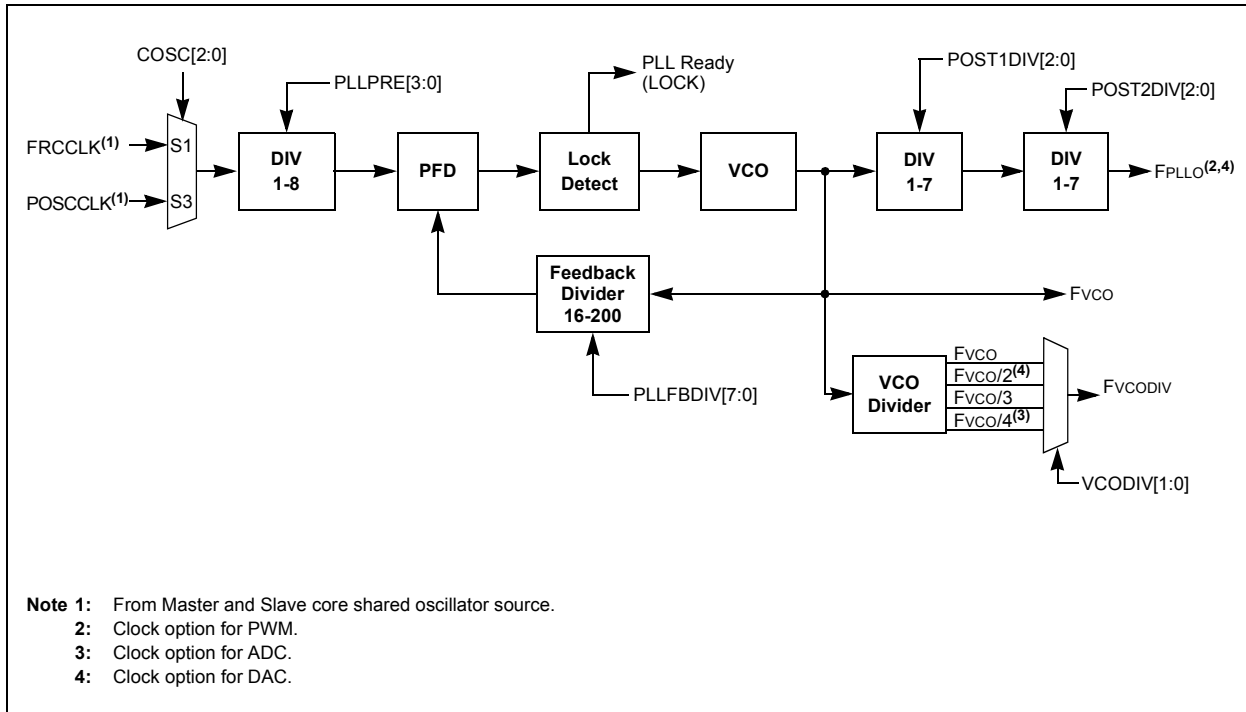 COSC[2:0]
PLLPRE[3:0]
PLL Ready
(LOCK)
POST1DIV[2:0]
POST2DIV[2:0]
FRCCLK(1)
POSCCLK(1)
S1
S3
DIV
1-8
PFD
Lock
Detect
VCO
DIV
1-7
DIV
1-7
FPLLO(2,4)
Feedback
Divider
16-200
FVCO
PLLFBDIV[7:0]
VCO
Divider
FVCO
FVCO/2(4)
FVCO/3
FVCO/4(3)
FVCODIV
VCODIV[1:0]
Note 1: From Master and Slave core shared oscillator source.
2: Clock option for PWM.
3: Clock option for ADC.
4: Clock option for DAC.